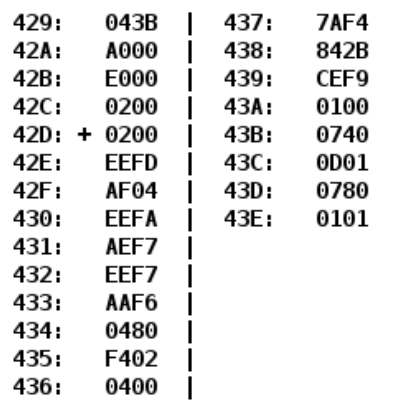 429: 043B | 437: 7AF4
42A: A000 | 438: 842B
42B: E000 | 439: CEF9
42C: 0200 | 43A: 0100
42D: + 0200 | 43B: 0740
42E: EEFD | 43C: 0D01
42F: AF04 | 43D: 0780
430: EEFA | 43E: 0101
431: AEF7 |
432: EEF7 |
433: AAF6 |
434: 0480 |
435: F402 |
436: 0400 |